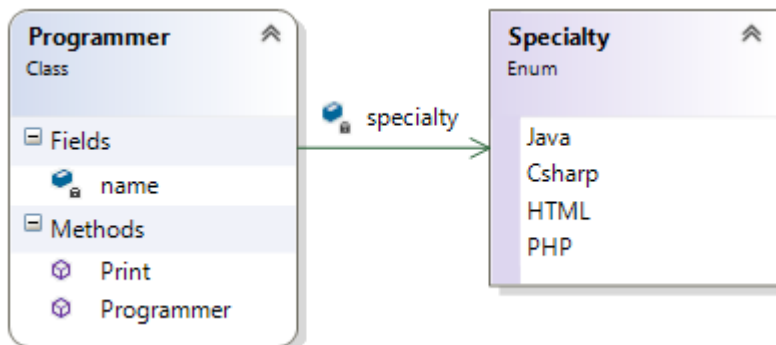 Programmer
Class
Fields
name
Methods
Print
Programmer
specialty
Specialty
Enum
Java
Csharp
HTML
PHP